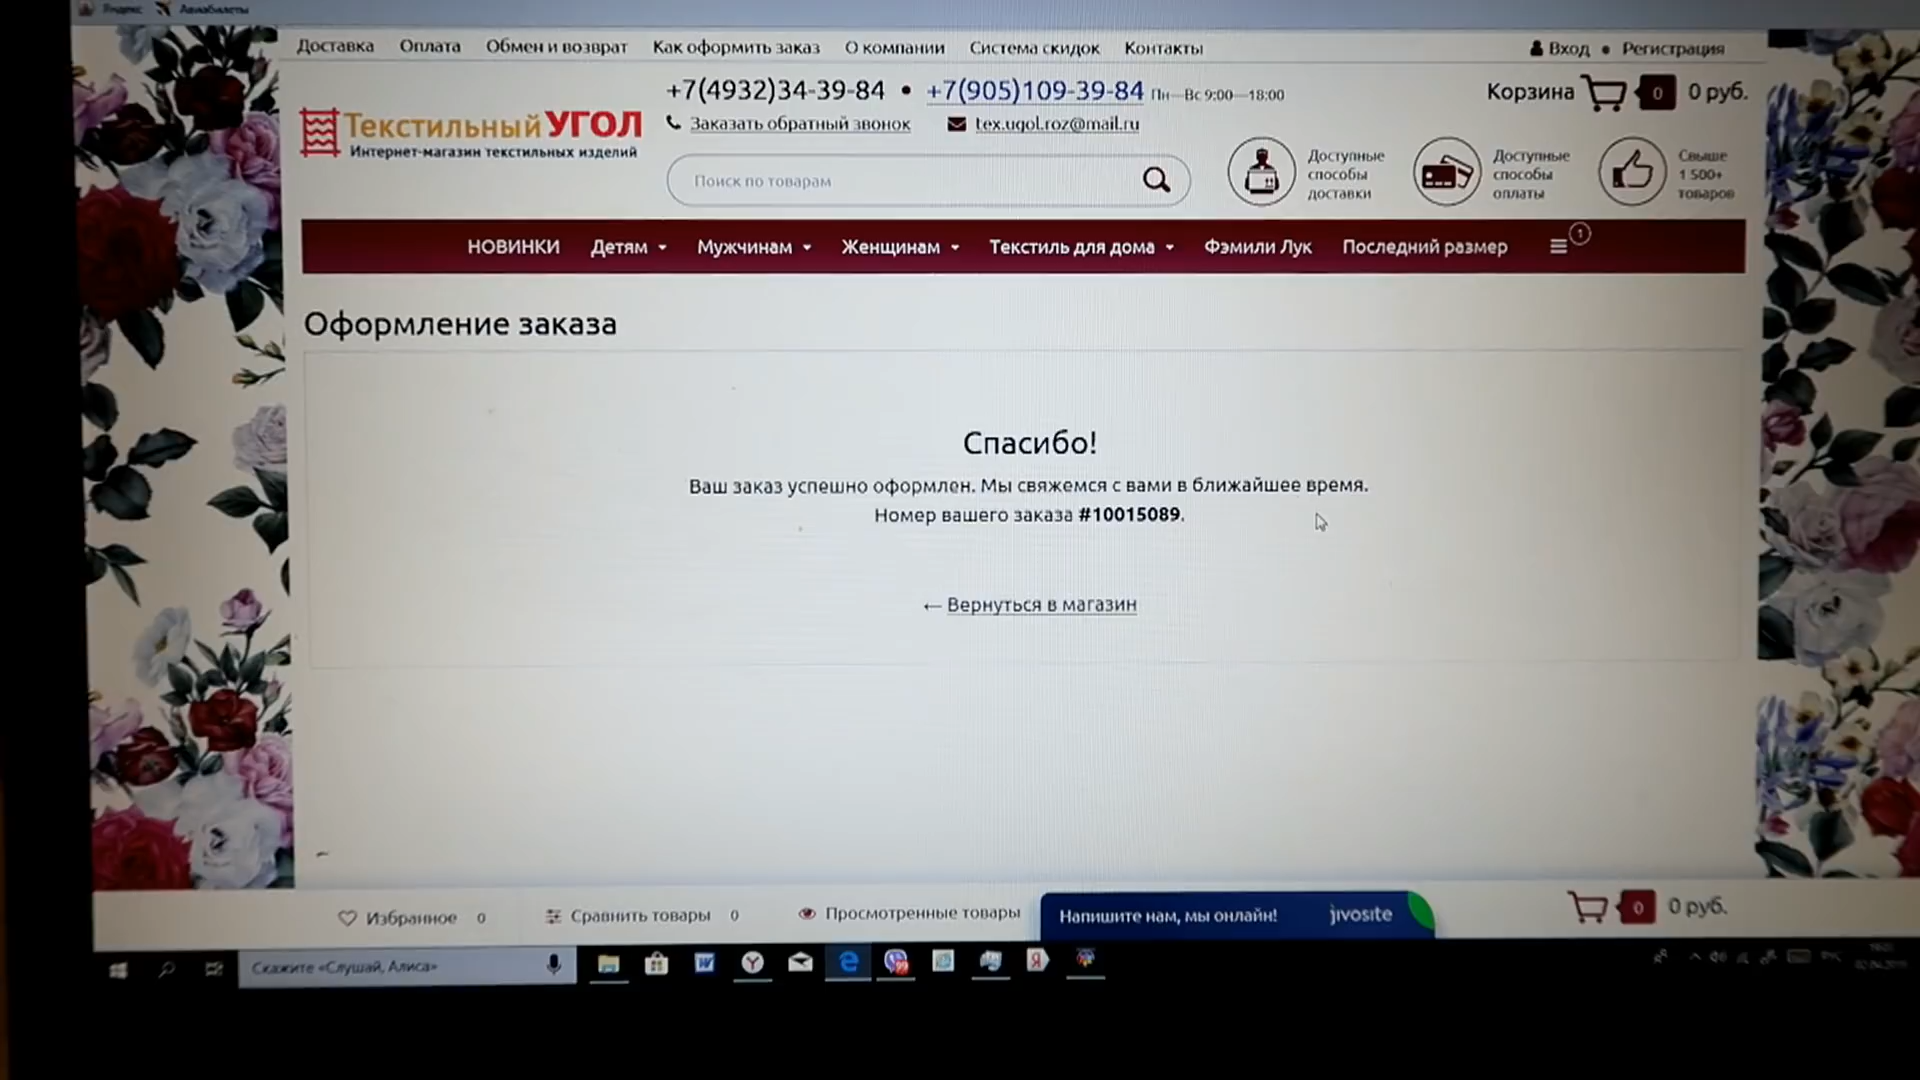 Яндекс Авиабилеты
Доставка Оплата Обмен и возврат Как оформить заказ О компании Система скидок Контакты Вход • Регистрация
+7(4932)34-39-84 • +7(905)109-39-84 Пн—Вс 9:00—18:00
Корзина 0 0 руб.
Текстильный УГОЛ
Интернет-магазин текстильных изделий
Заказать обратный звонок tex.ugol.roz@mail.ru
Поиск по товарам
Доступные
способы
доставки
Доступные
способы
оплаты
Свыше
1 500+
товаров
НОВИНКИ Детям Мужчинам Женщинам Текстиль для дома Фэмили Лук Последний размер 1
Оформление заказа
Спасибо!
Ваш заказ успешно оформлен. Мы свяжемся с вами в ближайшее время.
Номер вашего заказа #10015089.
← Вернуться в магазин
Избранное 0 Сравнить товары 0 Просмотренные товары Напишите нам, мы онлайн! jivosite 0 0 руб.
Скажите «Слушай, Алиса»